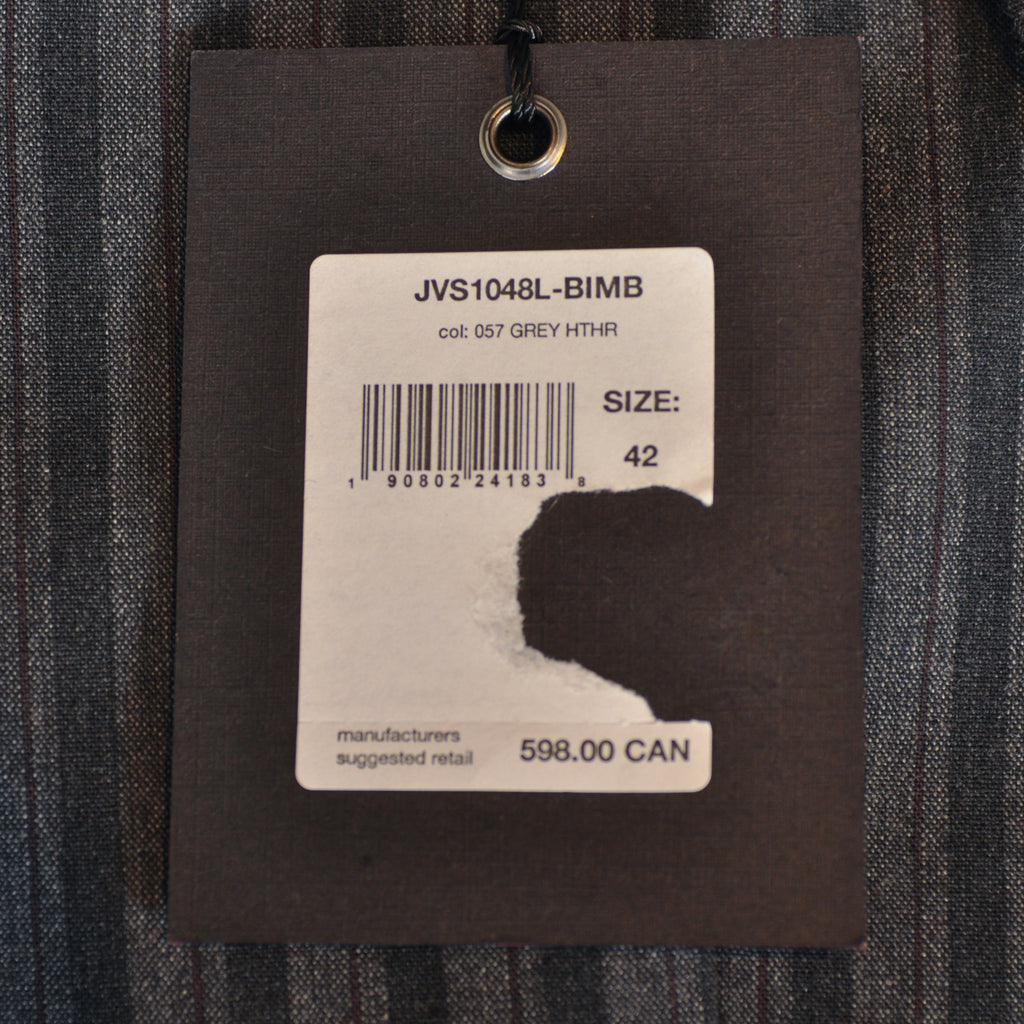 JVS1048L-BIMB
col: 057 GREY HTHR
SIZE:
42
1 90802 24183 8
manufacturers
suggested retail
598.00 CAN